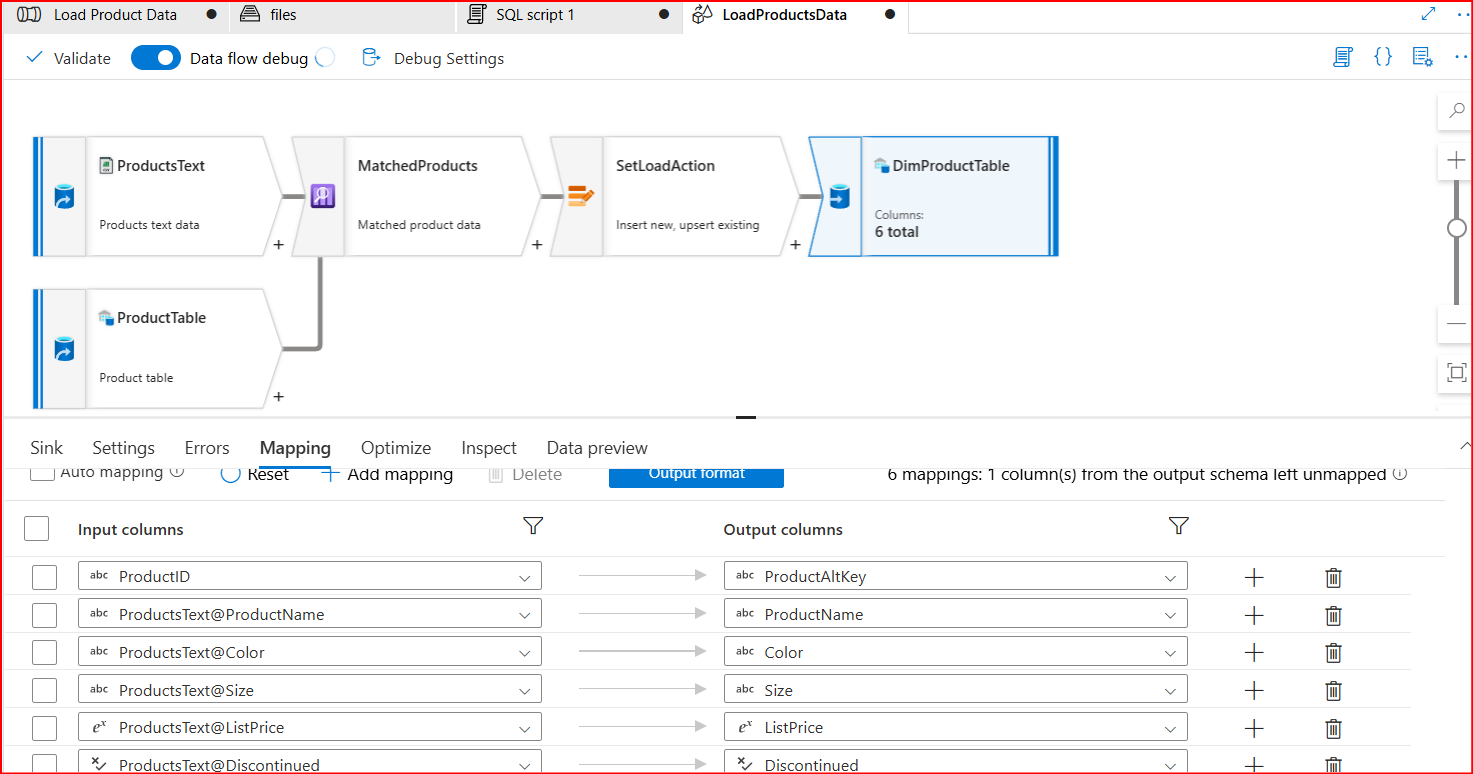 Load Product Data
files
SQL script 1
LoadProductsData
Validate
Data flow debug
Debug Settings
{}
ProductsText
Products text data
+
MatchedProducts
Matched product data
+
SetLoadAction
Insert new, upsert existing
+
DimProductTable
Columns:
6 total
ProductTable
Product table
+
Sink Settings Errors Mapping Optimize Inspect Data preview
Auto mapping Reset Add mapping Delete Output format 6 mappings: 1 column(s) from the output schema left unmapped
Input columns Output columns
abc ProductID abc ProductAltKey
abc ProductsText@ProductName abc ProductName
abc ProductsText@Color abc Color
abc ProductsText@Size abc Size
eˣ ProductsText@ListPrice eˣ ListPrice
ProductsText@Discontinued Discontinued